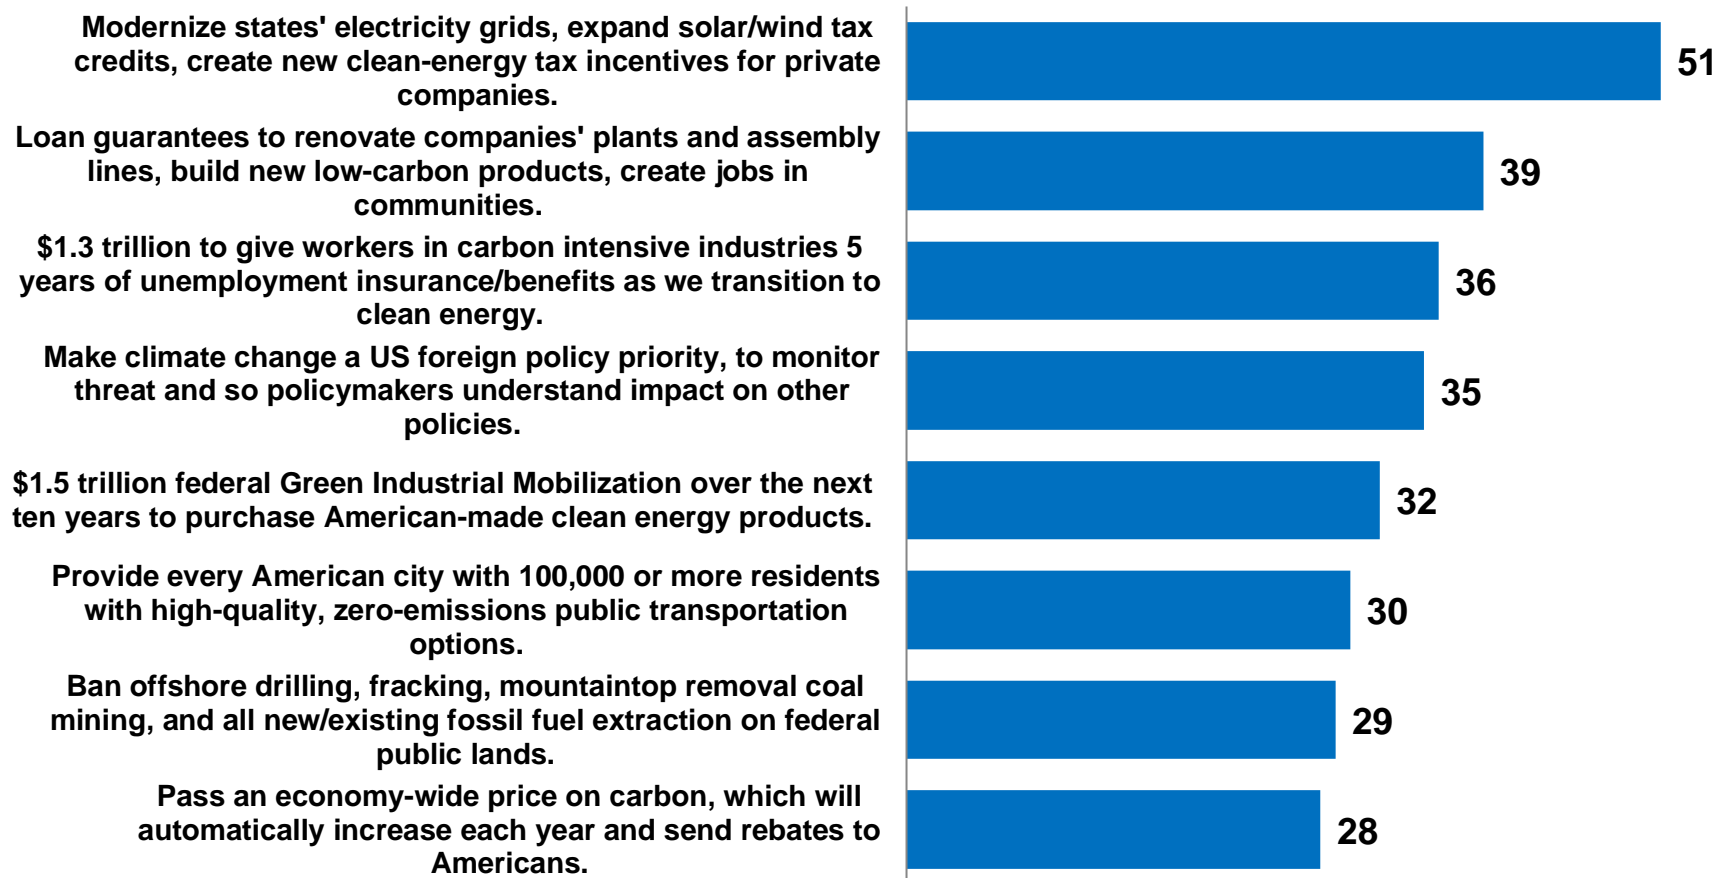 Modernize states' electricity grids, expand solar/wind tax
credits, create new clean-energy tax incentives for private
companies.
51
Loan guarantees to renovate companies' plants and assembly
lines, build new low-carbon products, create jobs in
communities.
39
$1.3 trillion to give workers in carbon intensive industries 5
years of unemployment insurance/benefits as we transition to
clean energy.
36
Make climate change a US foreign policy priority, to monitor
threat and so policymakers understand impact on other
policies.
35
$1.5 trillion federal Green Industrial Mobilization over the next
ten years to purchase American-made clean energy products.
32
Provide every American city with 100,000 or more residents
with high-quality, zero-emissions public transportation
options.
30
Ban offshore drilling, fracking, mountaintop removal coal
mining, and all new/existing fossil fuel extraction on federal
public lands.
29
Pass an economy-wide price on carbon, which will
automatically increase each year and send rebates to
Americans.
28